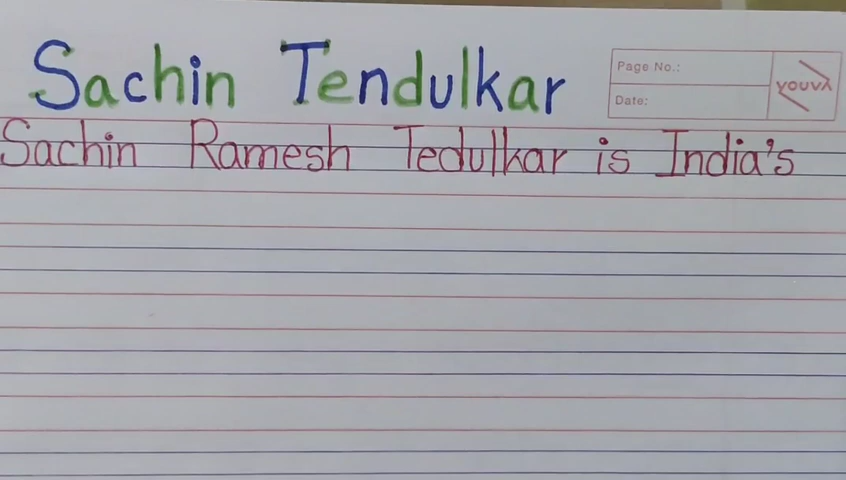 Sachin Tendulkar
Page No.:
Date:
YOUVA
Sachin Ramesh Tedulkar is India's